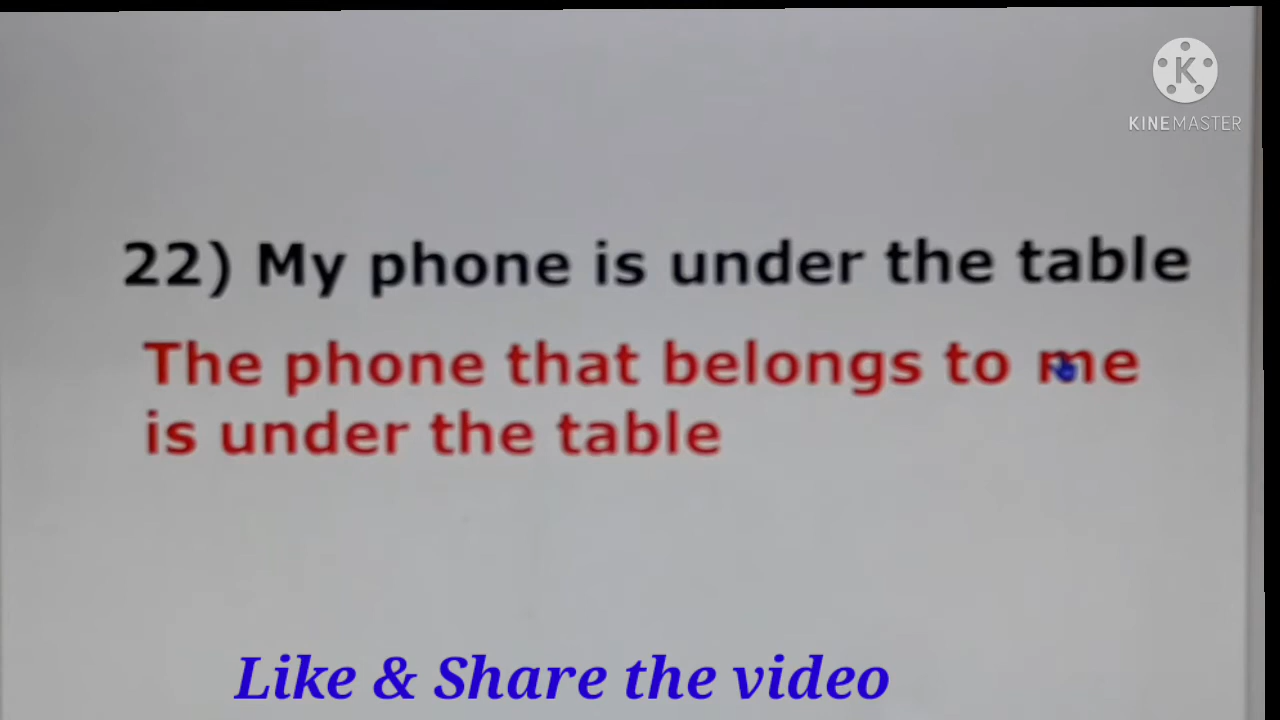 KINEMASTER
22) My phone is under the table
The phone that belongs to me
is under the table
Like & Share the video